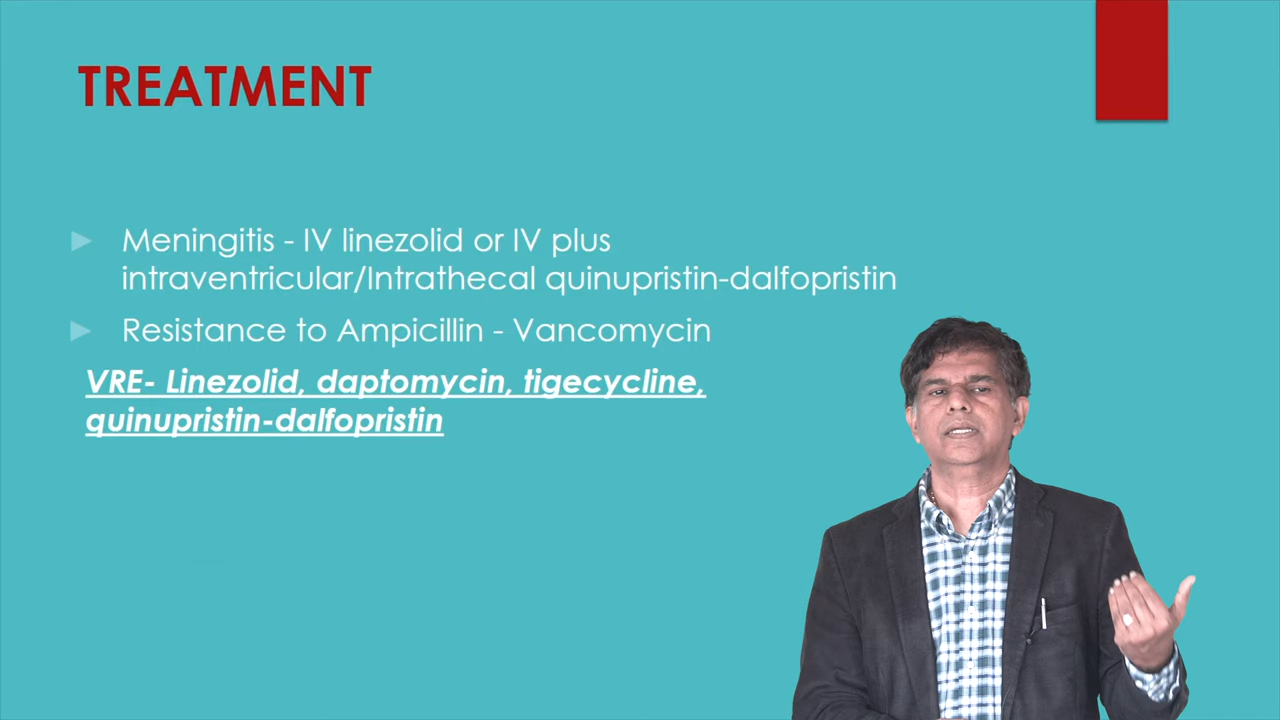 TREATMENT
Meningitis - IV linezolid or IV plus
intraventricular/Intrathecal quinupristin-dalfopristin
Resistance to Ampicillin - Vancomycin
VRE- Linezolid, daptomycin, tigecycline,
quinupristin-dalfopristin